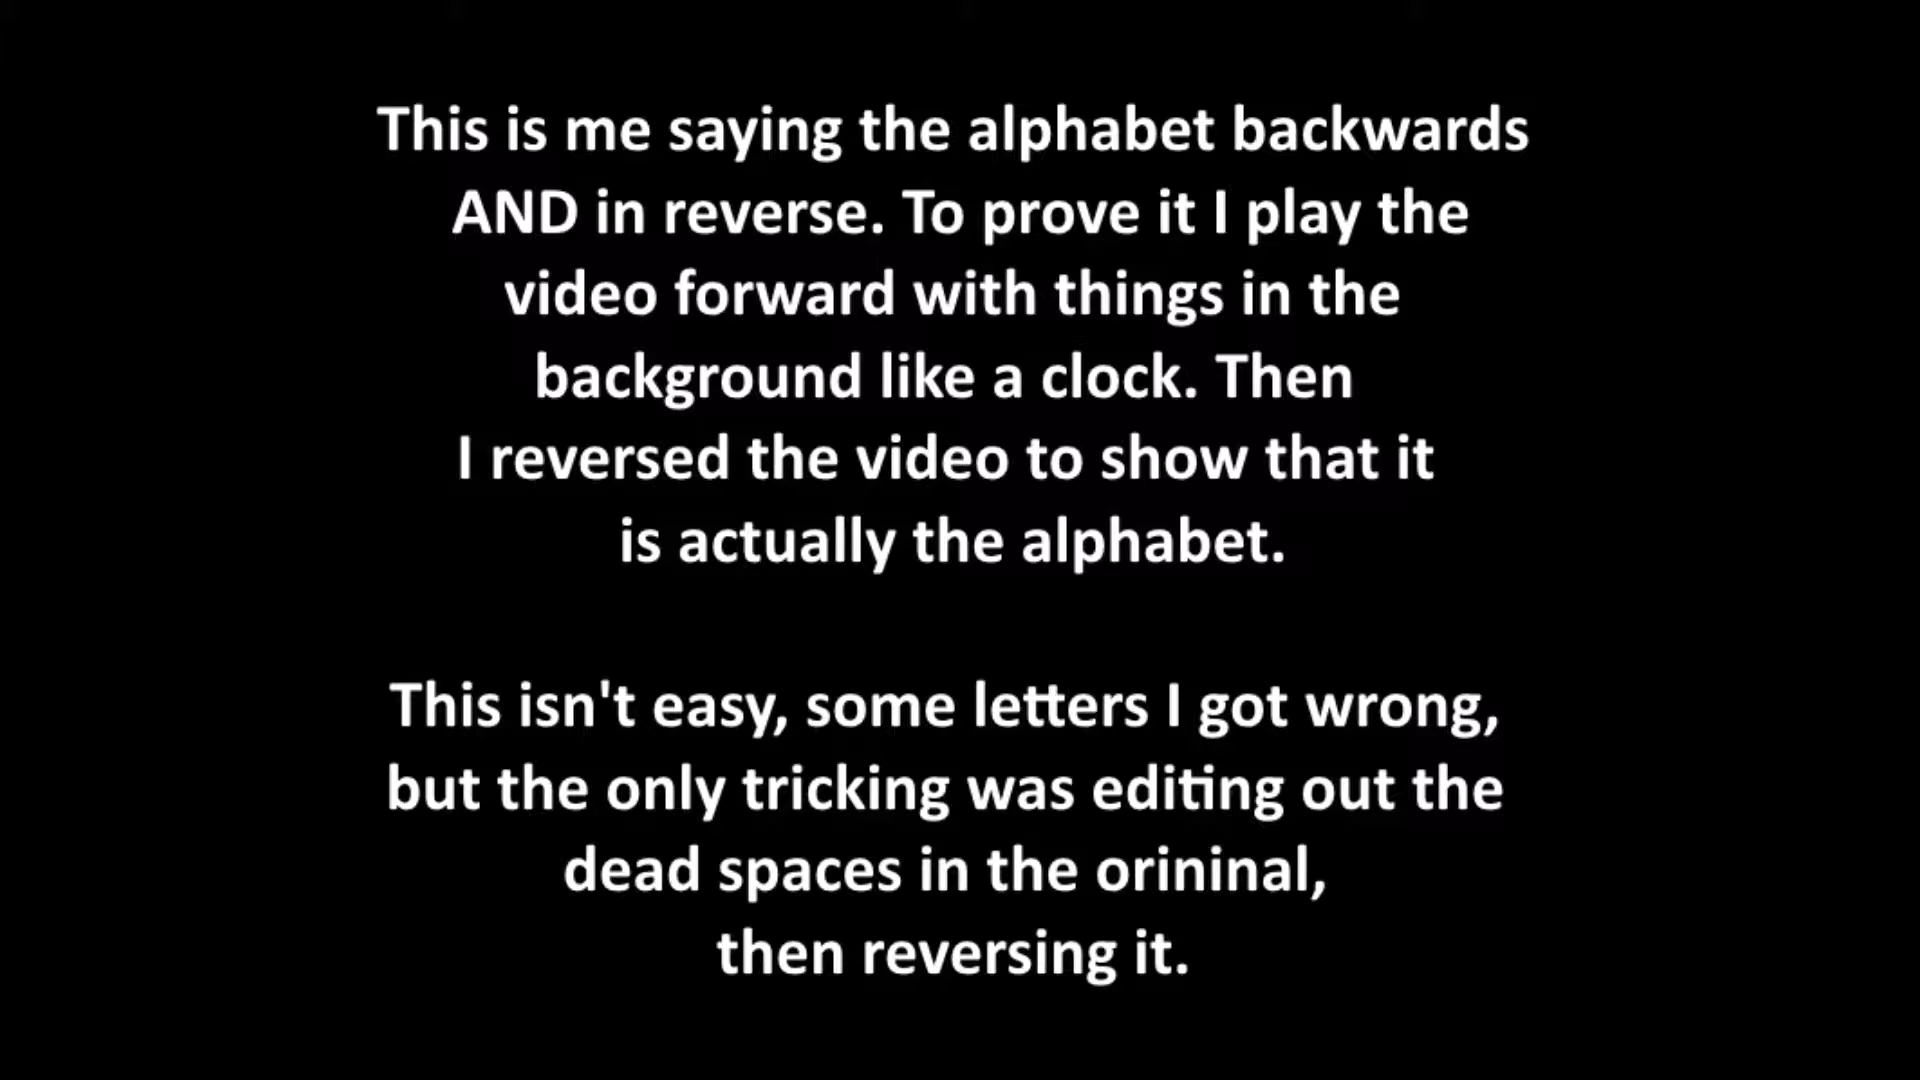 This is me saying the alphabet backwards
AND in reverse. To prove it I play the
video forward with things in the
background like a clock. Then
I reversed the video to show that it
is actually the alphabet.
This isn't easy, some letters I got wrong,
but the only tricking was editing out the
dead spaces in the orininal,
then reversing it.